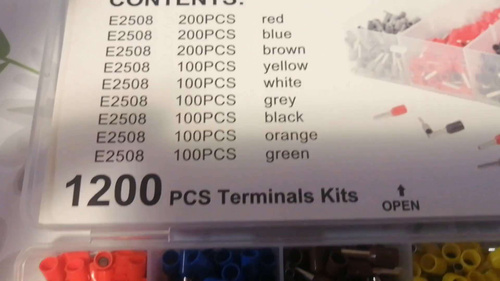 CONTENTS:
E2508 200PCS red
E2508 200PCS blue
E2508 200PCS brown
E2508 100PCS yellow
E2508 100PCS white
E2508 100PCS grey
E2508 100PCS black
E2508 100PCS orange
E2508 100PCS green
1200 PCS Terminals Kits
OPEN